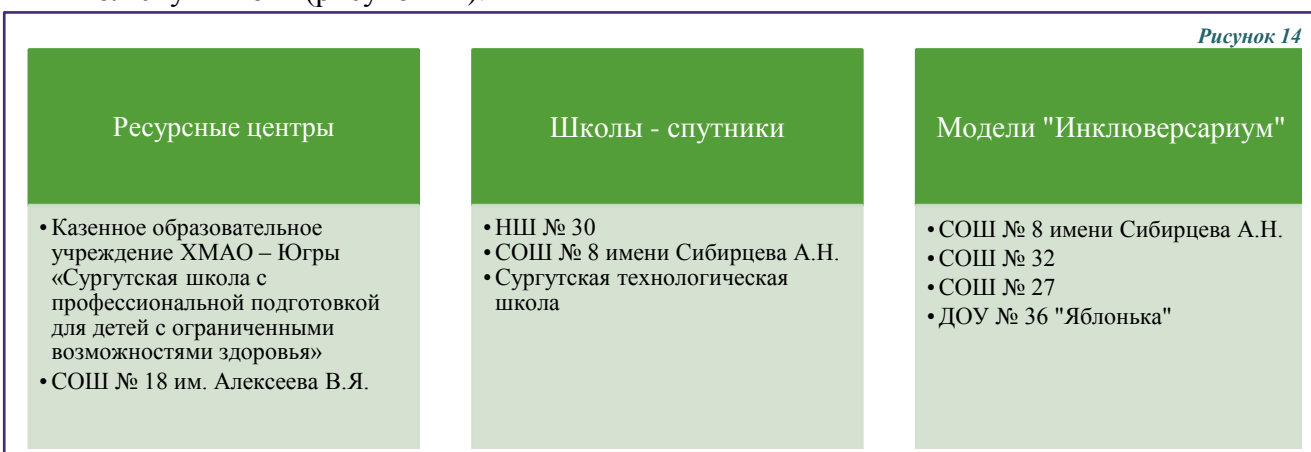 Рисунок 14
Ресурсные центры
• Казенное образовательное
учреждение ХМАО – Югры
«Сургутская школа с
профессиональной подготовкой
для детей с ограниченными
возможностями здоровья»
• СОШ № 18 им. Алексеева В.Я.
Школы - спутники
• НШ № 30
• СОШ № 8 имени Сибирцева А.Н.
• Сургутская технологическая
школа
Модели "Инклюверсариум"
• СОШ № 8 имени Сибирцева А.Н.
• СОШ № 32
• СОШ № 27
• ДОУ № 36 "Яблонька"